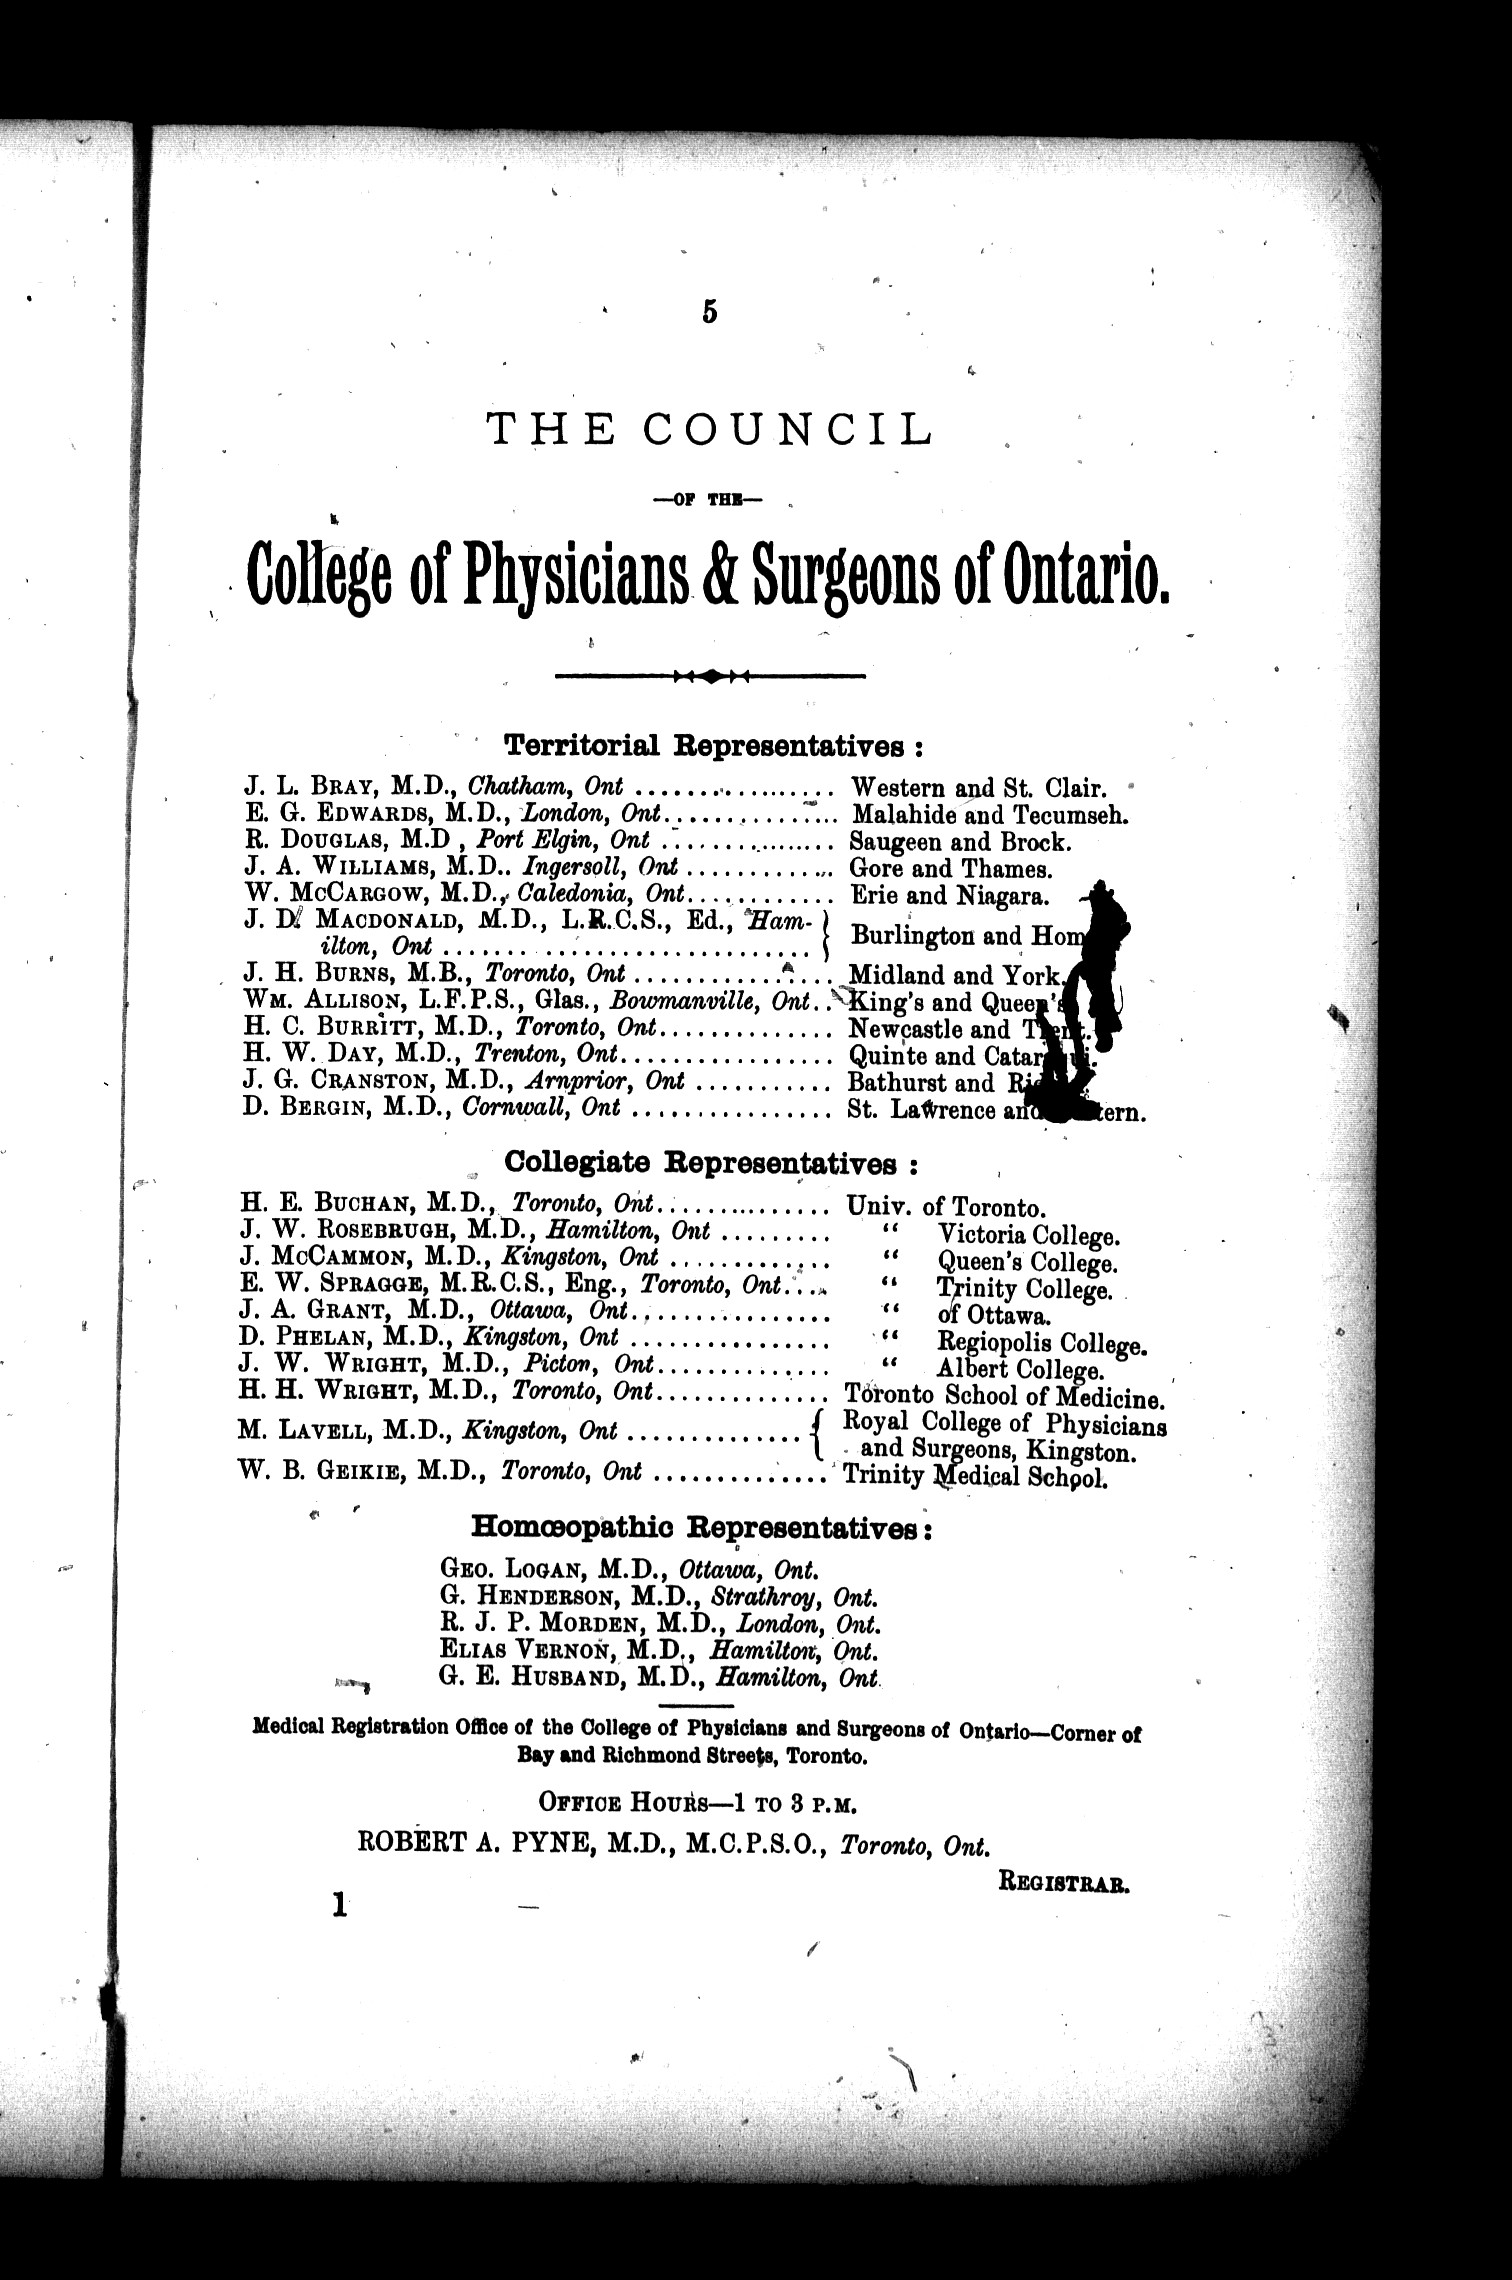 5
THE COUNCIL
—OF THE—
College of Physicians & Surgeons of Ontario.
Territorial Representatives :
J. L. BRAY, M.D., Chatham, Ont .................. Western and St. Clair.
E. G. EDWARDS, M.D., London, Ont................ Malahide and Tecumseh.
R. DOUGLAS, M.D , Port Elgin, Ont ................ Saugeen and Brock.
J. A. WILLIAMS, M.D.. Ingersoll, Ont ............. Gore and Thames.
W. MCCARGOW, M.D., Caledonia, Ont............. Erie and Niagara.
J. D. MACDONALD, M.D., L.R.C.S., Ed., Ham-
ilton, Ont ............................... } Burlington and
J. H. BURNS, M.B., Toronto, Ont .................. Midland and York.
WM. ALLISON, L.F.P.S., Glas., Bowmanville, Ont.. King's and Queen's
H. C. BURRITT, M.D., Toronto, Ont............... Newcastle and Trent.
H. W. DAY, M.D., Trenton, Ont.................. Quinte and
J. G. CRANSTON, M.D., Arnprior, Ont ............ Bathurst and
D. BERGIN, M.D., Cornwall, Ont ................. St. Lawrence and
Collegiate Representatives :
H. E. BUCHAN, M.D., Toronto, Ont............... Univ. of Toronto.
J. W. ROSEBRUGH, M.D., Hamilton, Ont ......... “ Victoria College.
J. MCCAMMON, M.D., Kingston, Ont ............. “ Queen's College.
E. W. SPRAGGE, M.R.C.S., Eng., Toronto, Ont.... “ Trinity College.
J. A. GRANT, M.D., Ottawa, Ont................. “ of Ottawa.
D. PHELAN, M.D., Kingston, Ont ................ “ Regiopolis College.
J. W. WRIGHT, M.D., Picton, Ont............... “ Albert College.
H. H. WRIGHT, M.D., Toronto, Ont............... Toronto School of Medicine.
M. LAVELL, M.D., Kingston, Ont .............. { Royal College of Physicians
and Surgeons, Kingston.
W. B. GEIKIE, M.D., Toronto, Ont ............... Trinity Medical School.
Homœopathic Representatives :
GEO. LOGAN, M.D., Ottawa, Ont.
G. HENDERSON, M.D., Strathroy, Ont.
R. J. P. MORDEN, M.D., London, Ont.
ELIAS VERNON, M.D., Hamilton, Ont.
G. E. HUSBAND, M.D., Hamilton, Ont
Medical Registration Office of the College of Physicians and Surgeons of Ontario—Corner of
Bay and Richmond Streets, Toronto.
OFFICE HOURS—1 TO 3 P.M.
ROBERT A. PYNE, M.D., M.C.P.S.O., Toronto, Ont.
REGISTRAR.
1